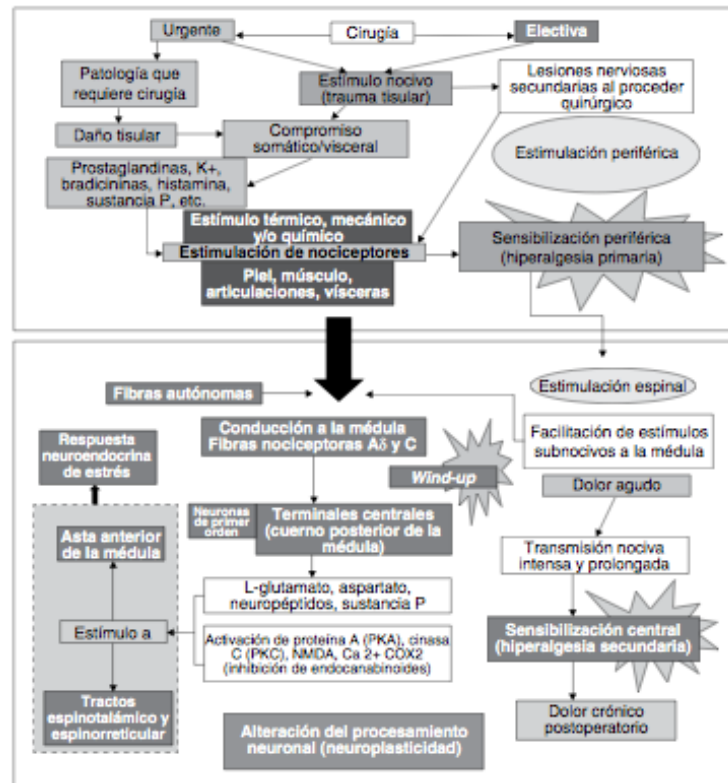 Urgente
Cirugía
Electiva
Patología que
requiere cirugía
Estímulo nocivo
(trauma tisular)
Lesiones nerviosas
secundarias al proceder
quirúrgico
Daño tisular
Compromiso
somático/visceral
Estimulación periférica
Prostaglandinas, K+,
bradicininas, histamina,
sustancia P, etc.
Estímulo térmico, mecánico
y/o químico
Estimulación de nociceptores
Piel, músculo,
articulaciones, vísceras
Sensibilización periférica
(hiperalgesia primaria)
Fibras autónomas
Estimulación espinal
Respuesta
neuroendocrina
de estrés
Conducción a la médula
Fibras nociceptoras Aδ y C
Facilitación de estímulos
subnocivos a la médula
Wind-up
Dolor agudo
Neuronas
de primer
orden
Terminales centrales
(cuerno posterior de la
médula)
Asta anterior
de la médula
Transmisión nociva
intensa y prolongada
L-glutamato, aspartato,
neuropéptidos, sustancia P
Estímulo a
Activación de proteína A (PKA), cinasa
C (PKC), NMDA, Ca 2+ COX2
(inhibición de endocanabinoides)
Sensibilización central
(hiperalgesia secundaria)
Tractos
espinotalámico y
espinorreticular
Alteración del procesamiento
neuronal (neuroplasticidad)
Dolor crónico
postoperatorio